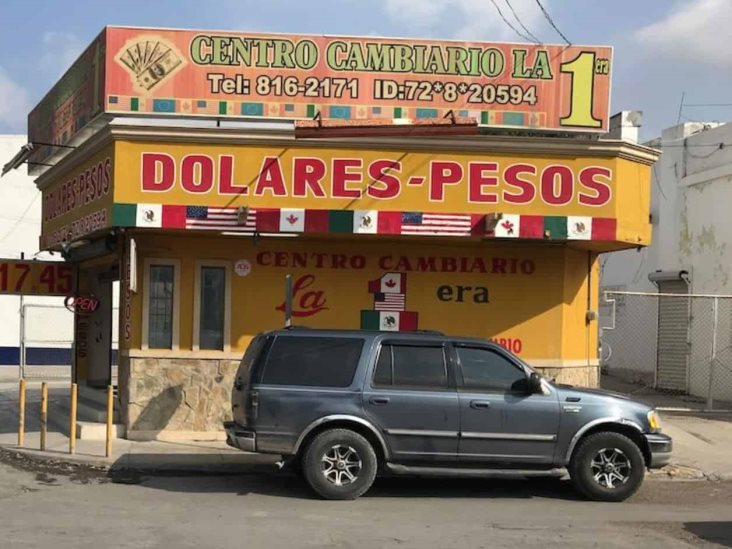 CENTRO CAMBIARIO LA 1era
Tel: 816-2171 ID:72*8*20594
DOLARES-PESOS
DOLARES-PESOS
CENTRO CAMBIARIO
La 1 era
17.45
OPEN